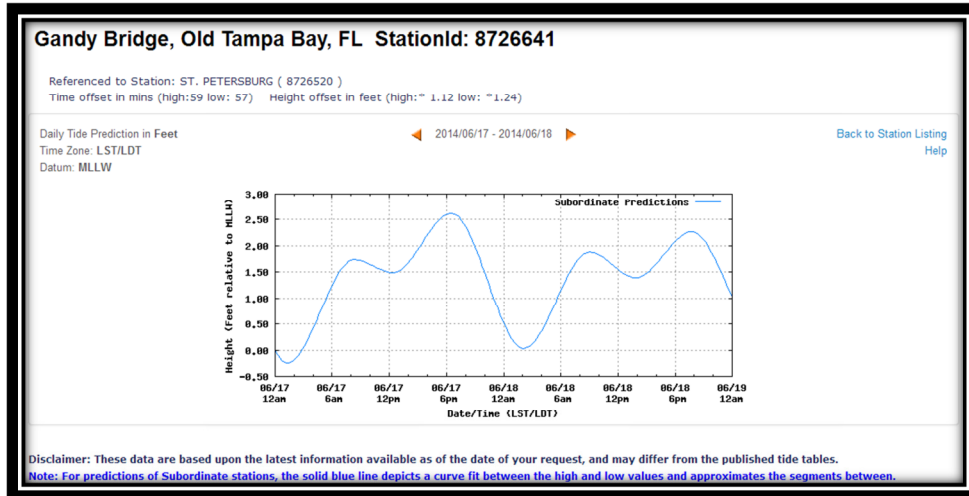 Gandy Bridge, Old Tampa Bay, FL StationId: 8726641
Referenced to Station: ST. PETERSBURG ( 8726520 )
Time offset in mins (high:59 low: 57) Height offset in feet (high:* 1.12 low: *1.24)
Daily Tide Prediction in Feet
2014/06/17 - 2014/06/18
Back to Station Listing
Time Zone: LST/LDT
Help
Datum: MLLW
Subordinate Predictions
Height (Feet relative to MLLW)
3.00
2.50
2.00
1.50
1.00
0.50
0.00
-0.50
06/17 06/17 06/17 06/17 06/18 06/18 06/18 06/18 06/19
12am 6am 12pm 6pm 12am 6am 12pm 6pm 12am
Date/Time (LST/LDT)
Disclaimer: These data are based upon the latest information available as of the date of your request, and may differ from the published tide tables.
Note: For predictions of Subordinate stations, the solid blue line depicts a curve fit between the high and low values and approximates the segments between.